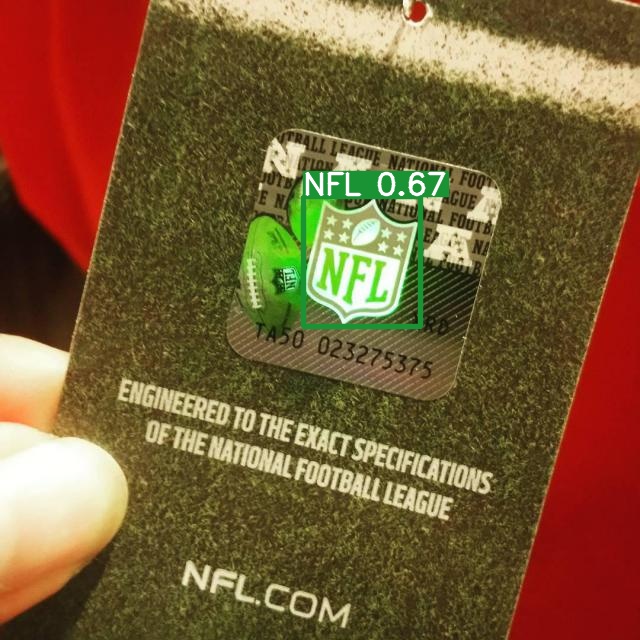 NFL 0.67
NFL
TA50 023275375
ENGINEERED TO THE EXACT SPECIFICATIONS
OF THE NATIONAL FOOTBALL LEAGUE
NFL.COM